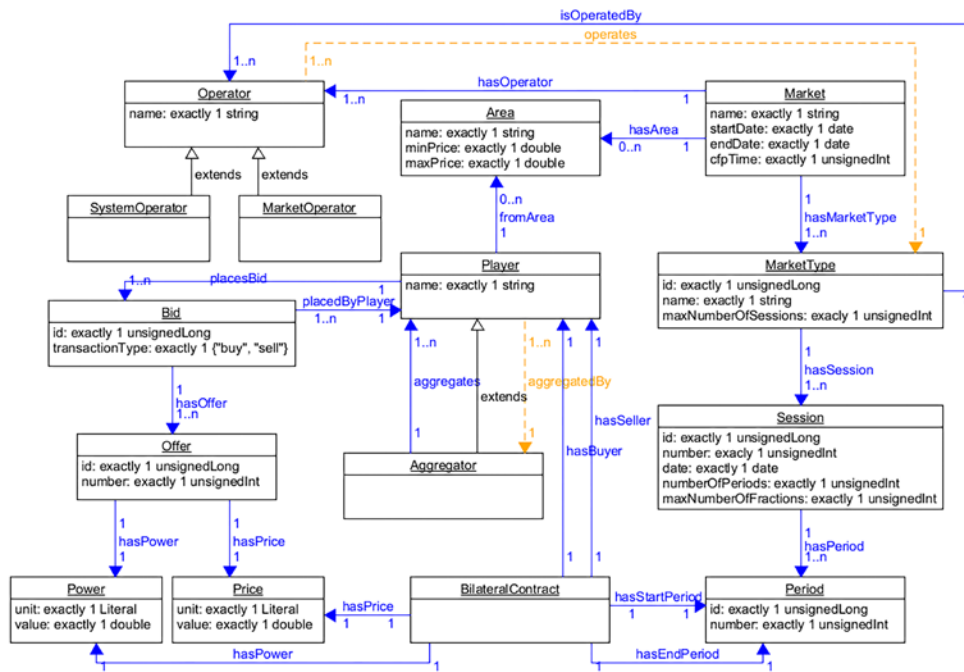 isOperatedBy
operates
1..n
1..n
hasOperator
1..n
1
Operator
name: exactly 1 string
Area
name: exactly 1 string
minPrice: exactly 1 double
maxPrice: exactly 1 double
hasArea
0..n
1
Market
name: exactly 1 string
startDate: exactly 1 date
endDate: exactly 1 date
cfpTime: exactly 1 unsignedInt
extends
extends
SystemOperator
MarketOperator
0..n
fromArea
1
1
hasMarketType
1..n
1
placesBid
1..n
1
Player
name: exactly 1 string
MarketType
id: exactly 1 unsignedLong
name: exactly 1 string
maxNumberOfSessions: exacly 1 unsignedInt
1
placedByPlayer
1..n
1
Bid
id: exactly 1 unsignedLong
transactionType: exactly 1 {"buy", "sell"}
1..n
aggregates
1
extends
1..n
aggregatedBy
1
1
1
hasSeller
hasBuyer
1
1
1
hasSession
1..n
1
hasOffer
1..n
Offer
id: exactly 1 unsignedLong
number: exactly 1 unsignedInt
Aggregator
Session
id: exactly 1 unsignedLong
number: exacly 1 unsignedInt
date: exactly 1 date
numberOfPeriods: exactly 1 unsignedInt
maxNumberOfFractions: exactly 1 unsignedInt
1
hasPower
1
1
hasPrice
1
1
hasPeriod
1..n
Power
unit: exactly 1 Literal
value: exactly 1 double
Price
unit: exactly 1 Literal
value: exactly 1 double
hasPrice
1
1
BilateralContract
hasStartPeriod
1
1
Period
id: exactly 1 unsignedLong
number: exactly 1 unsignedInt
hasPower
1
1
hasEndPeriod
1
1